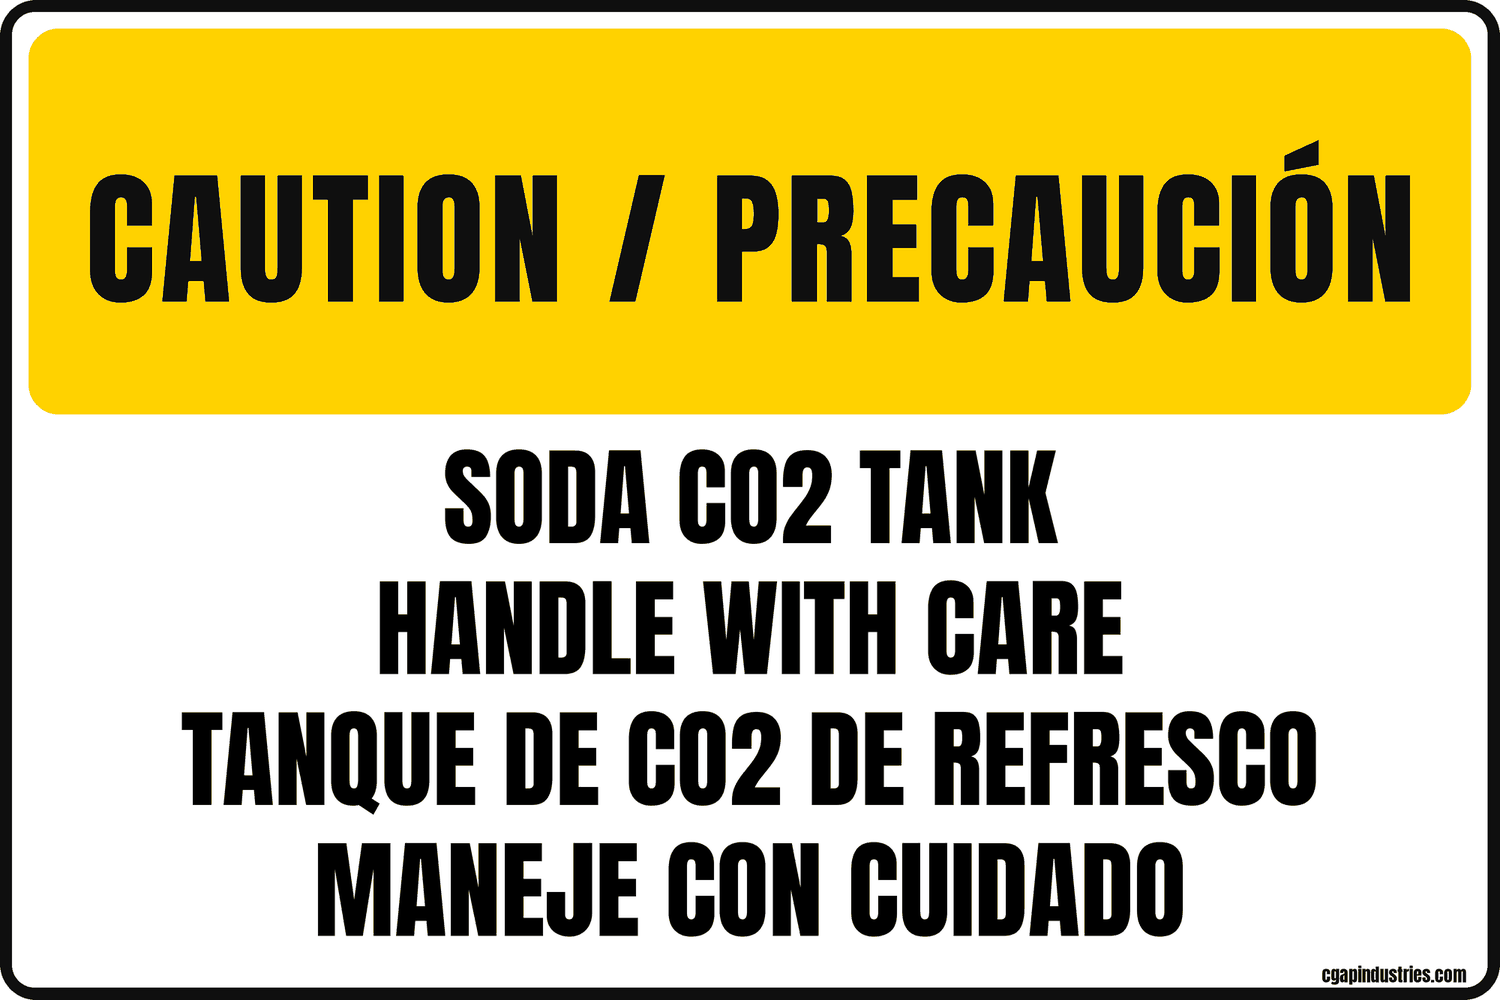 CAUTION / PRECAUCIÓN
SODA CO2 TANK
HANDLE WITH CARE
TANQUE DE CO2 DE REFRESCO
MANEJE CON CUIDADO
cgapindustries.com